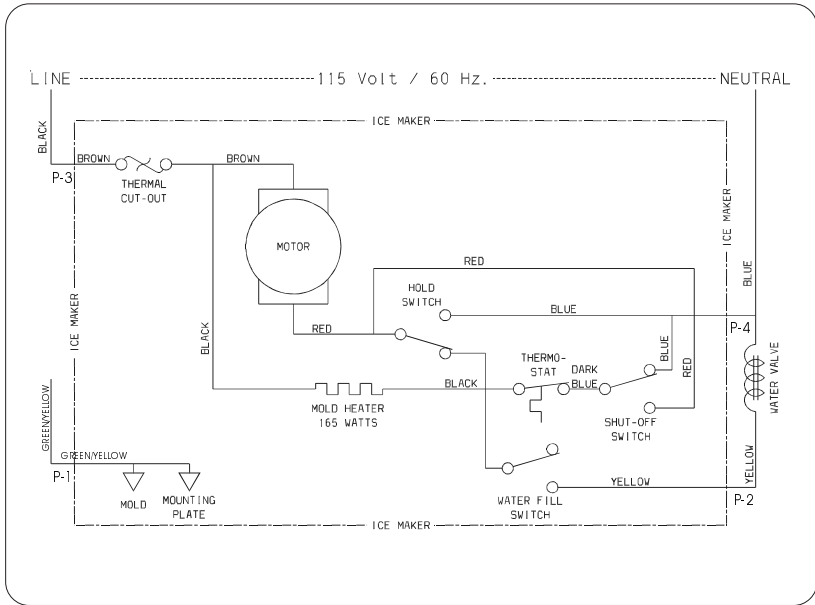 LINE 115 Volt / 60 Hz. NEUTRAL
ICE MAKER
BLACK
BROWN
BROWN
P-3
THERMAL
CUT-OUT
MOTOR
ICE MAKER
RED
HOLD
SWITCH
BLUE
BLUE
P-4
RED
ICE MAKER
BLACK
BLUE
RED
WATER VALVE
THERMO-
STAT
DARK
BLUE
BLACK
MOLD HEATER
165 WATTS
SHUT-OFF
SWITCH
GREEN/YELLOW
GREEN/YELLOW
P-1
MOLD
MOUNTING
PLATE
YELLOW
YELLOW
P-2
WATER FILL
SWITCH
ICE MAKER